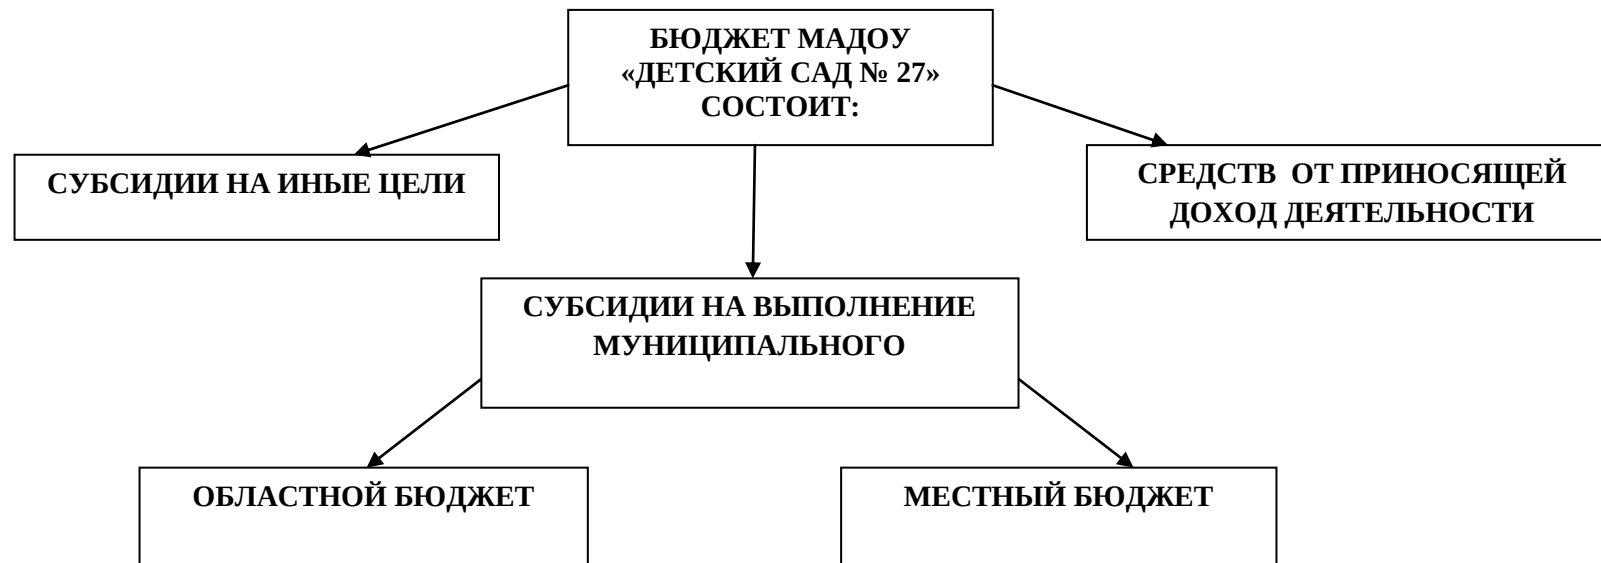 БЮДЖЕТ МАДОУ
«ДЕТСКИЙ САД № 27»
СОСТОИТ:
СУБСИДИИ НА ИНЫЕ ЦЕЛИ
СРЕДСТВ ОТ ПРИНОСЯЩЕЙ
ДОХОД ДЕЯТЕЛЬНОСТИ
СУБСИДИИ НА ВЫПОЛНЕНИЕ
МУНИЦИПАЛЬНОГО
ОБЛАСТНОЙ БЮДЖЕТ
МЕСТНЫЙ БЮДЖЕТ